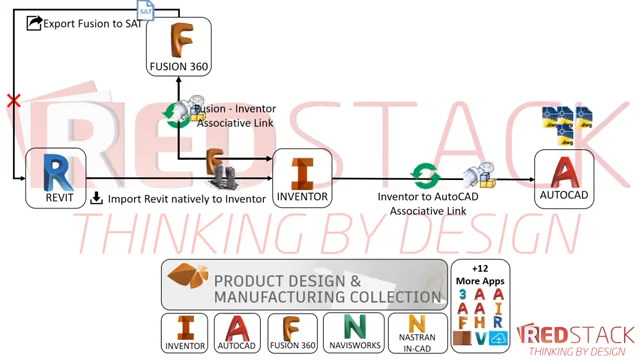 Export Fusion to SAT
SAT
F
FUSION 360
Fusion - Inventor
Associative Link
REDSTACK
THINKING BY DESIGN
R
REVIT
F
Import Revit natively to Inventor
I
INVENTOR
Inventor to AutoCAD
Associative Link
A
AUTOCAD
PRODUCT DESIGN &
MANUFACTURING COLLECTION
+12
More Apps
3 A A
A A I
F F H R
V
I
INVENTOR
A
AUTOCAD
F
FUSION 360
N
NAVISWORKS
N
NASTRAN
IN-CAD
REDSTACK
THINKING BY DESIGN